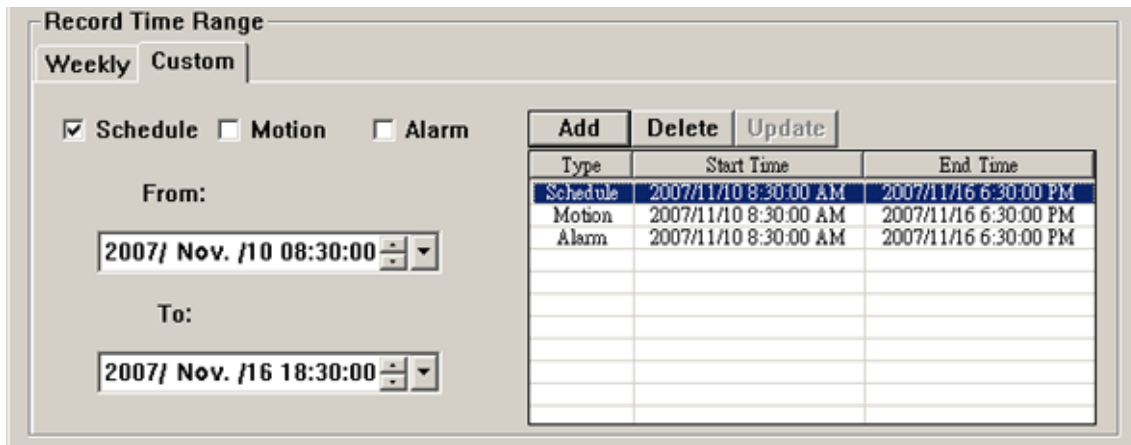 Record Time Range
Weekly Custom
Schedule Motion Alarm
From:
2007/ Nov. /10 08:30:00
To:
2007/ Nov. /16 18:30:00
Add Delete Update
Type Start Time End Time
Schedule 2007/11/10 8:30:00 AM 2007/11/16 6:30:00 PM
Motion 2007/11/10 8:30:00 AM 2007/11/16 6:30:00 PM
Alarm 2007/11/10 8:30:00 AM 2007/11/16 6:30:00 PM